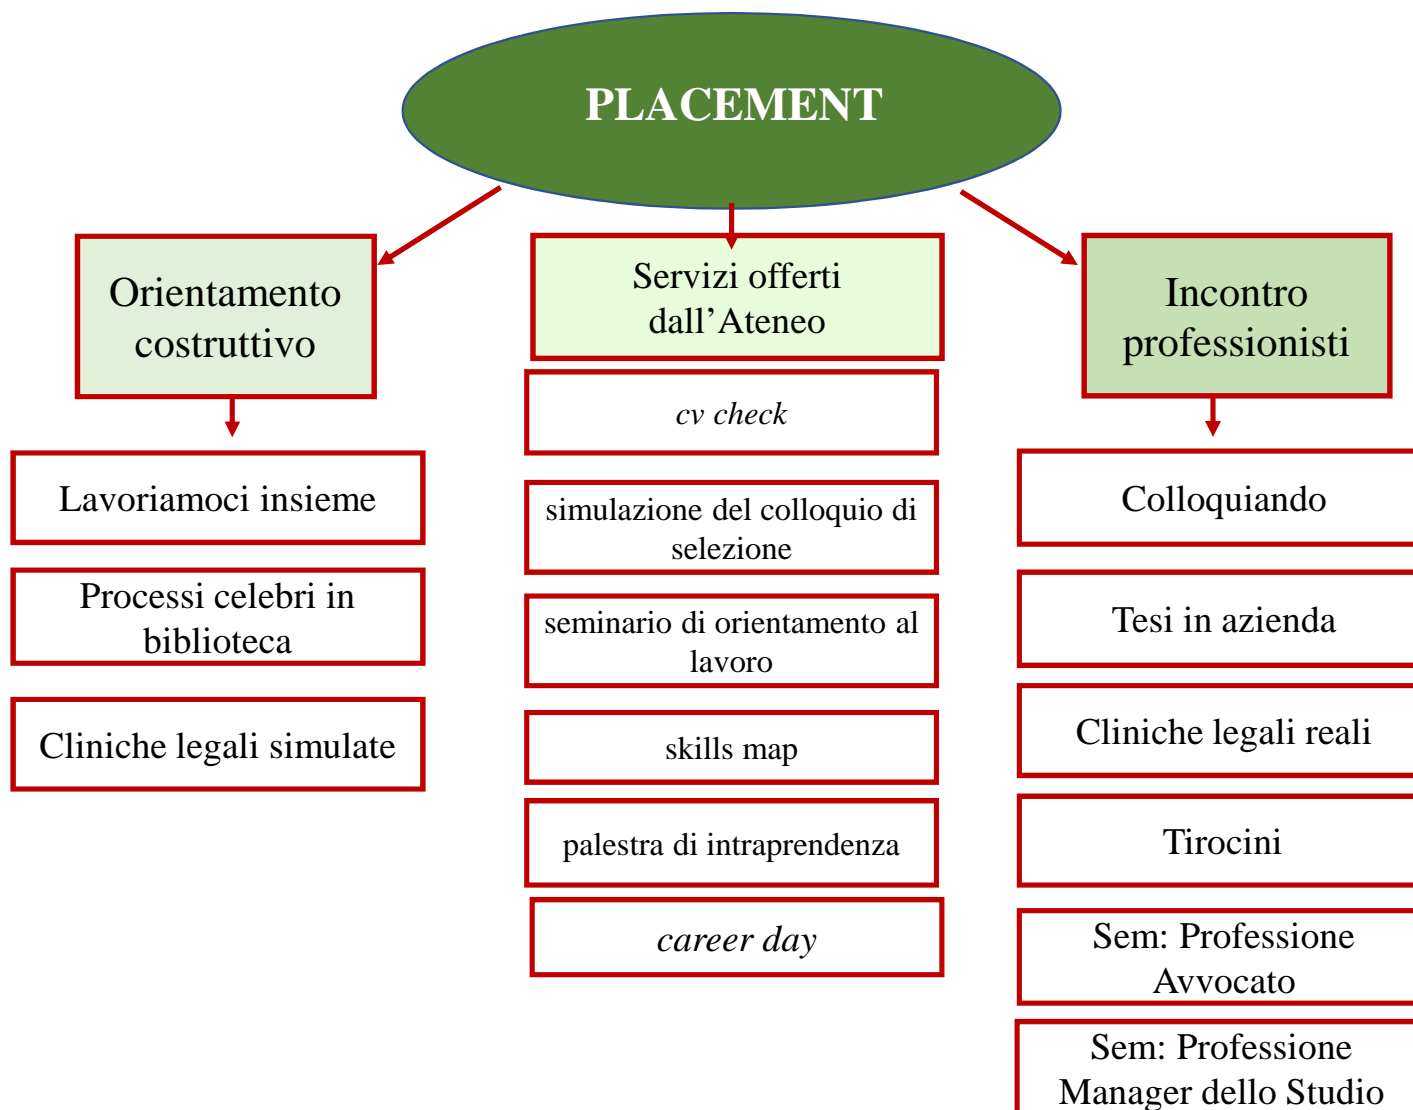 PLACEMENT
Orientamento
costruttivo
Lavoriamoci insieme
Processi celebri in
biblioteca
Cliniche legali simulate
Servizi offerti
dall’Ateneo
cv check
simulazione del colloquio di
selezione
seminario di orientamento al
lavoro
skills map
palestra di intraprendenza
career day
Incontro
professionisti
Colloquiando
Tesi in azienda
Cliniche legali reali
Tirocini
Sem: Professione
Avvocato
Sem: Professione
Manager dello Studio